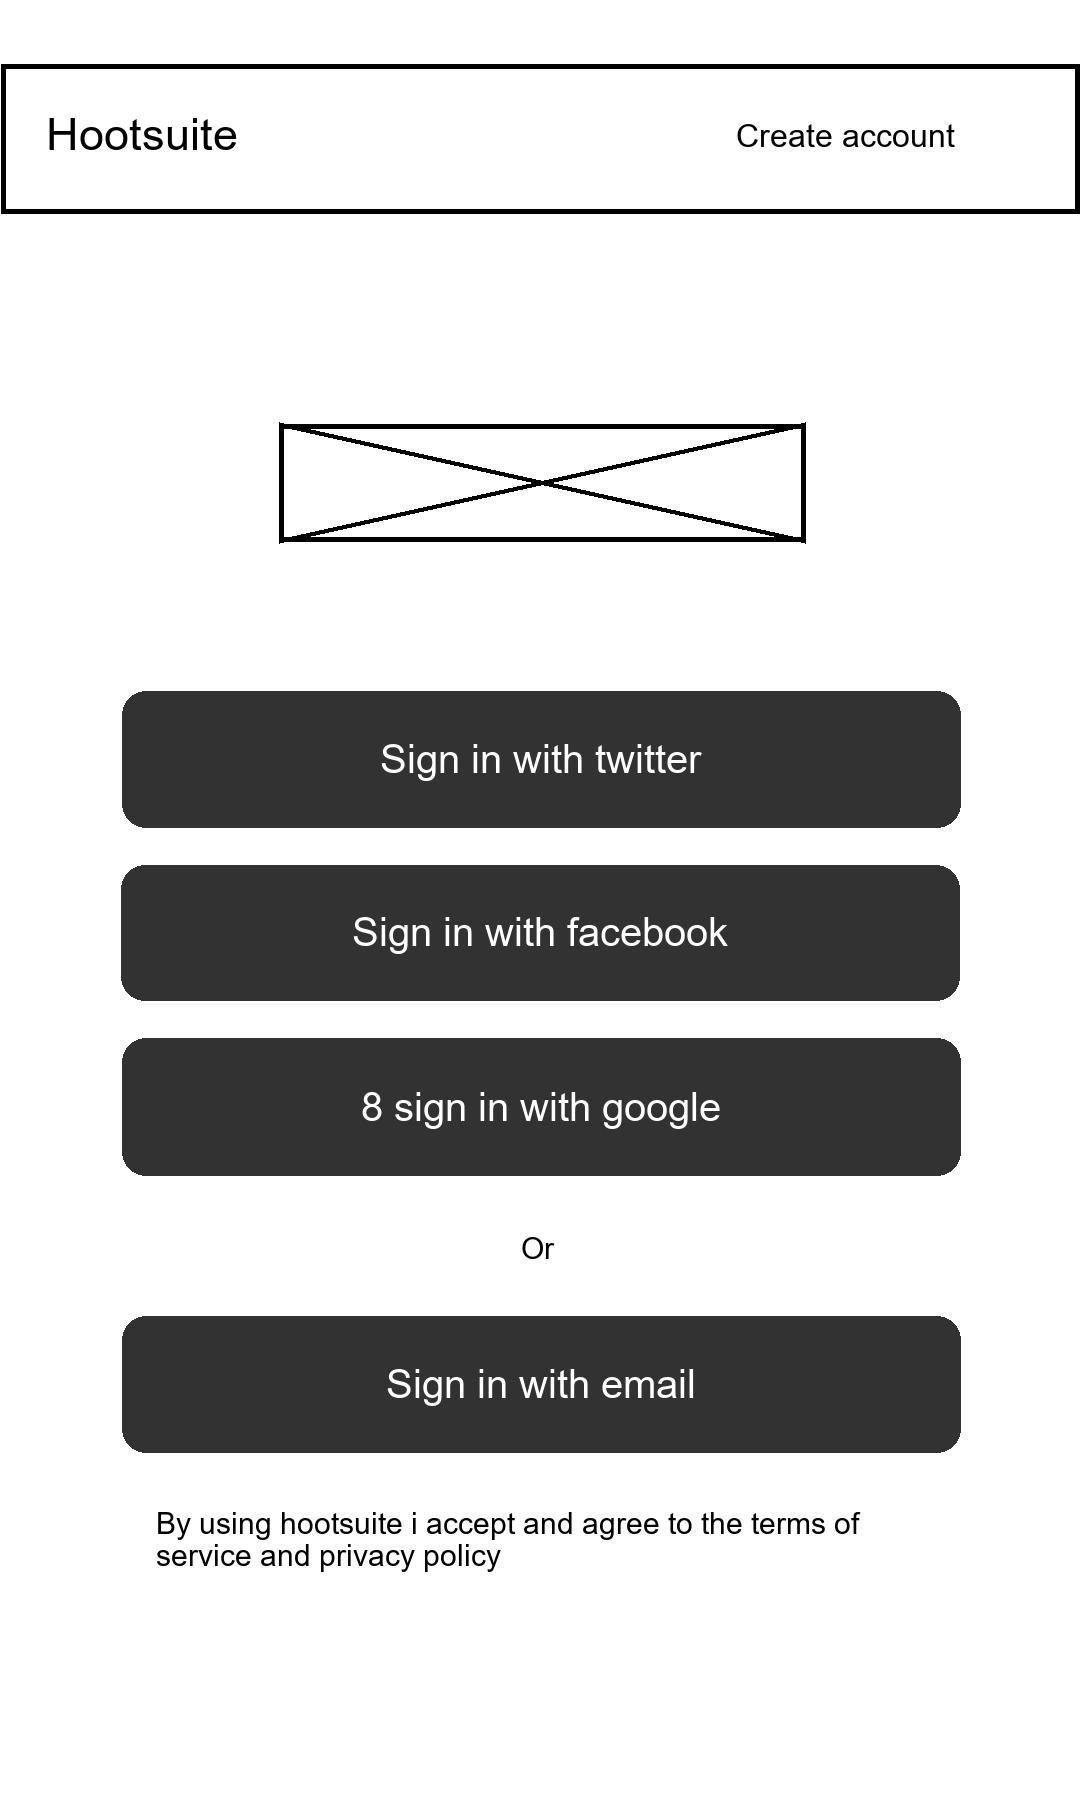 Hootsuite
Create account
Sign in with twitter
Sign in with facebook
8 sign in with google
Or
Sign in with email
By using hootsuite i accept and agree to the terms of
service and privacy policy